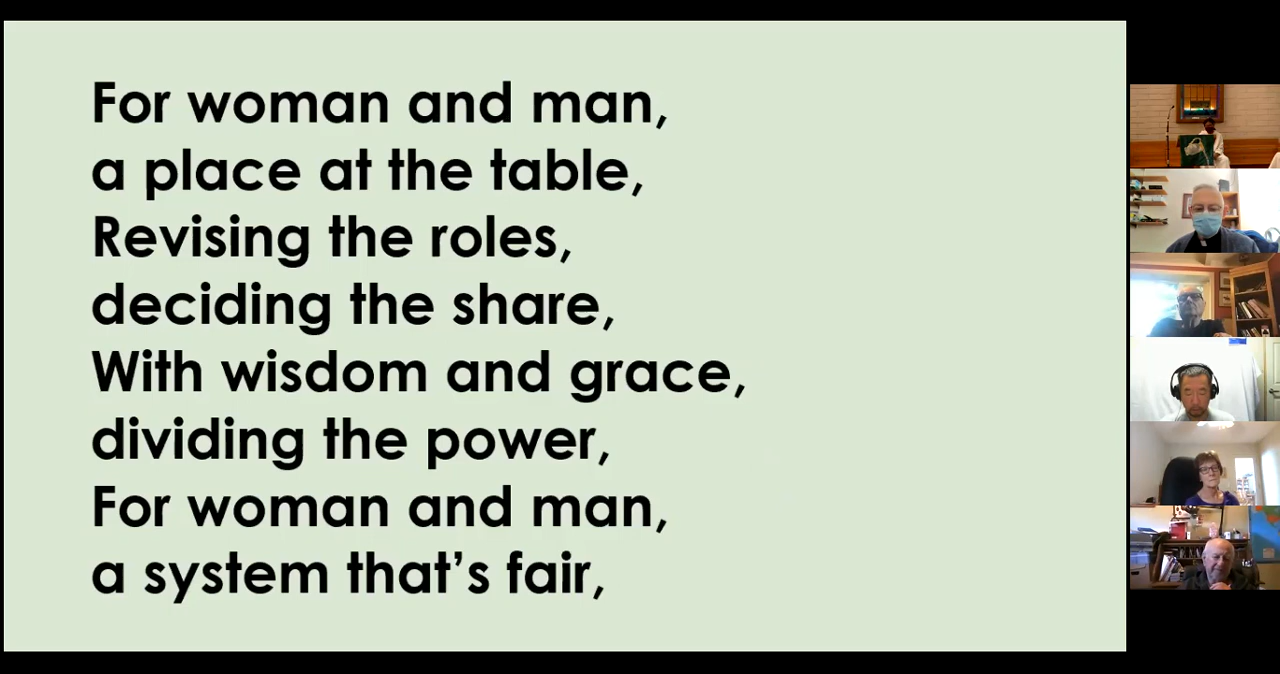 For woman and man,
a place at the table,
Revising the roles,
deciding the share,
With wisdom and grace,
dividing the power,
For woman and man,
a system that’s fair,